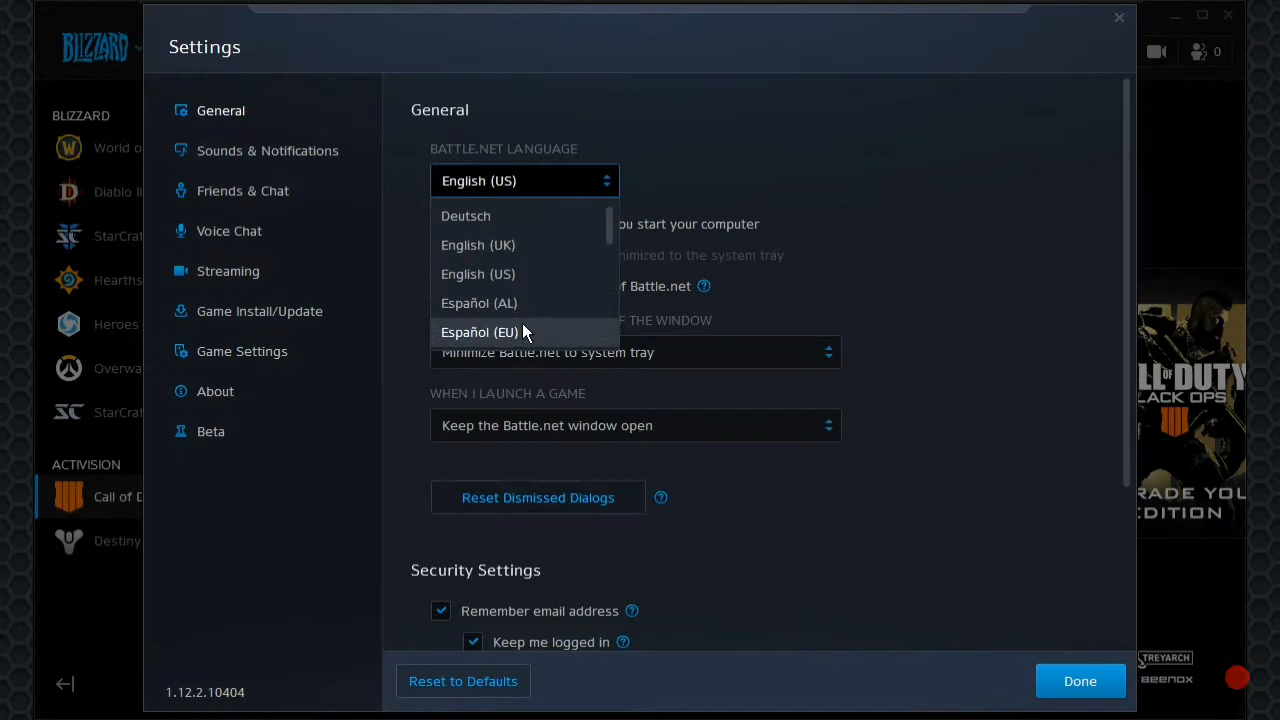 BLIZZARD
Settings
0
BLIZZARD
World o
Diablo II
StarCra
Hearths
Heroes
Overwa
StarCra
ACTIVISION
Call of D
Destiny
General
Sounds & Notifications
Friends & Chat
Voice Chat
Streaming
Game Install/Update
Game Settings
About
Beta
1.12.2.10404
General
BATTLE.NET LANGUAGE
English (US)
Deutsch
English (UK)
English (US)
Español (AL)
Español (EU)
ou start your computer
nimized to the system tray
of Battle.net
F THE WINDOW
Minimize Battle.net to system tray
WHEN I LAUNCH A GAME
Keep the Battle.net window open
Reset Dismissed Dialogs
Security Settings
Remember email address
Keep me logged in
Reset to Defaults
Done
LL OF DUTY
LACK OPS
RADE YOU
EDITION
TREYARCH
BEENOX